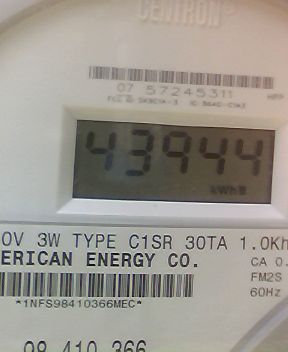 CENTRON®
07 57245311
43944
kWh
0V 3W TYPE C1SR 30TA 1.0Kh
ERICAN ENERGY CO.
CA 0.
FM2S
*1NFS98410366MEC*
60Hz
98 410 366